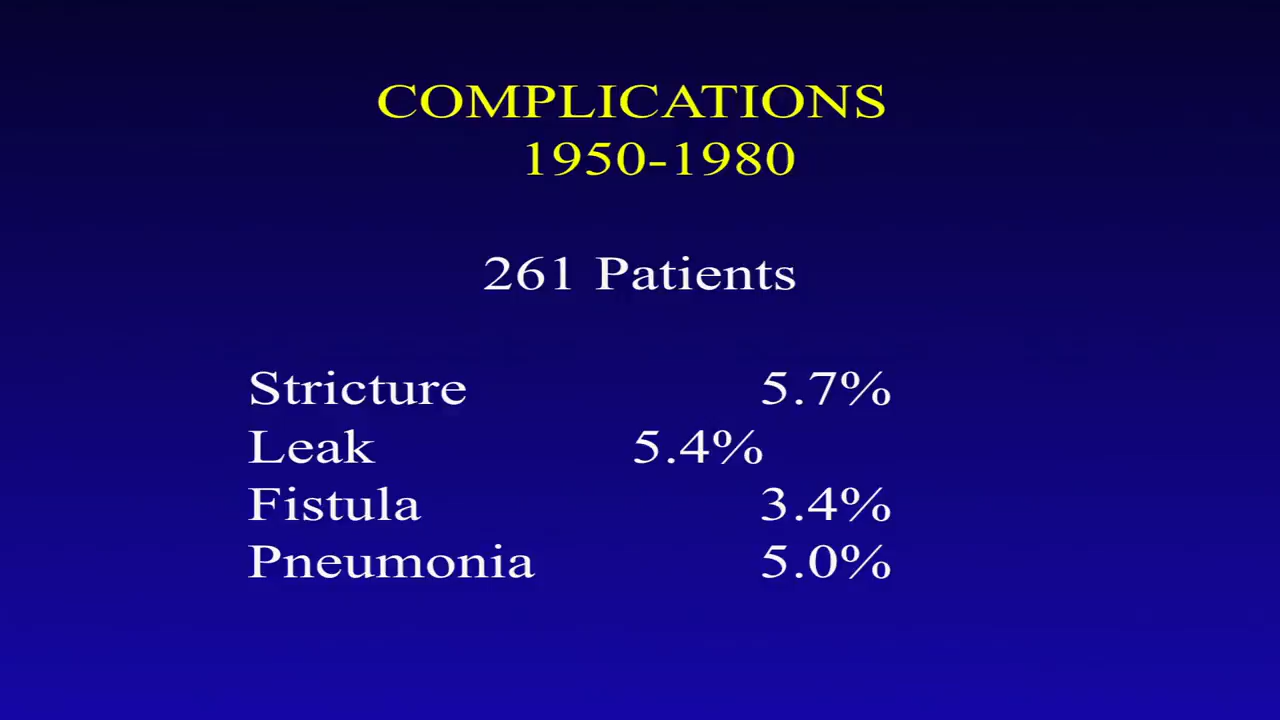 COMPLICATIONS
1950-1980
261 Patients
Stricture 5.7%
Leak 5.4%
Fistula 3.4%
Pneumonia 5.0%